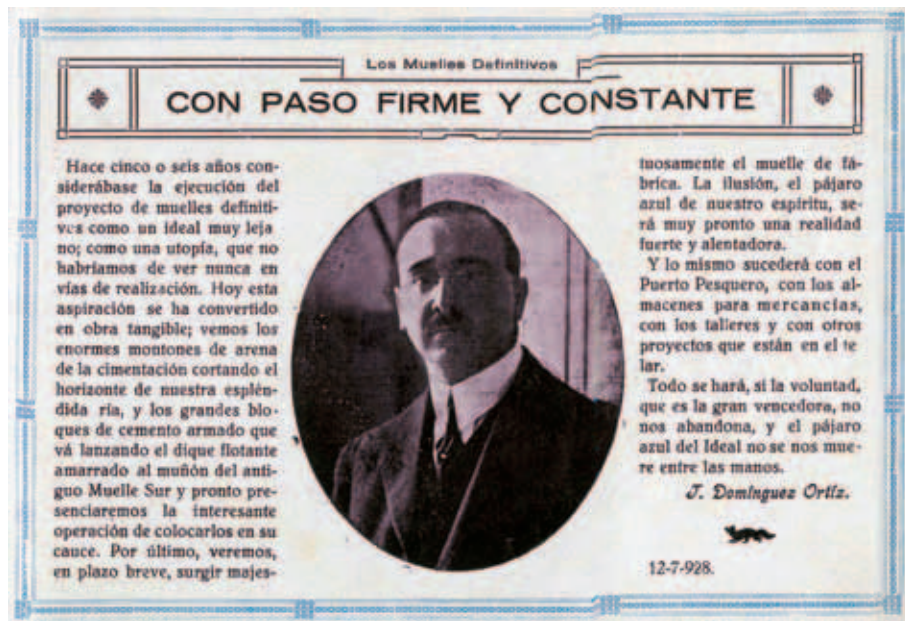 Los Muelles Definitivos
CON PASO FIRME Y CONSTANTE
Hace cinco o seis años con-
siderábase la ejecución del
proyecto de muelles definiti-
vos como un ideal muy leja
no; como una utopía, que no
habríamos de ver nunca en
vías de realización. Hoy esta
aspiración se ha convertido
en obra tangible; vemos los
enormes montones de arena
de la cimentación cortando el
horizonte de nuestra esplén-
dida ría, y los grandes blo-
ques de cemento armado que
vá lanzando el dique flotante
amarrado al muñón del anti-
guo Muelle Sur y pronto pre-
senciaremos la interesante
operación de colocarlos en su
cauce. Por último, veremos,
en plazo breve, surgir majes-
tuosamente el muelle de fá-
brica. La ilusión, el pájaro
azul de nuestro espíritu, se-
rá muy pronto una realidad
fuerte y alentadora.
Y lo mismo sucederá con el
Puerto Pesquero, con los al-
macenes para mercancías,
con los talleres y con otros
proyectos que están en el te
lar.
Todo se hará, si la voluntad,
que es la gran vencedora, no
nos abandona, y el pájaro
azul del Ideal no se nos mue-
re entre las manos.
J. Domínguez Ortíz.
12-7-928.